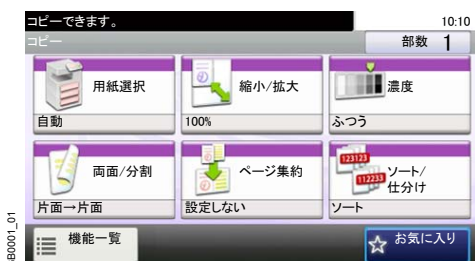 コピーできます。
10:10
コピー
部数 1
用紙選択
自動
縮小/拡大
100%
濃度
ふつう
両面/分割
片面→片面
ページ集約
設定しない
123123
112233
ソート/
仕分け
ソート
機能一覧
お気に入り
B0001_01